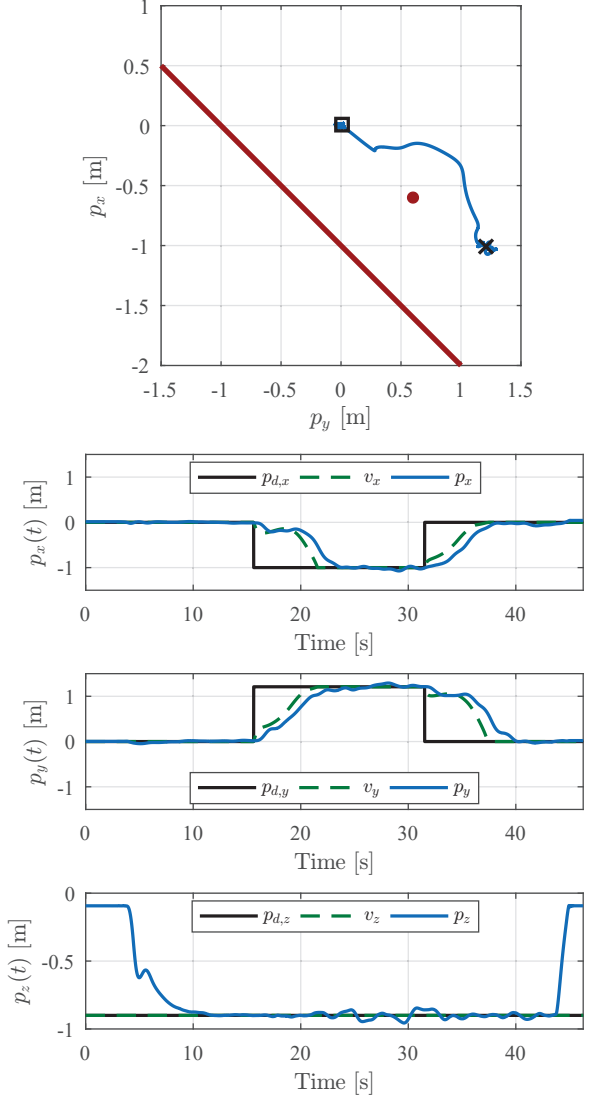 1
0.5
0
-0.5
-1
-1.5
-2
p_x [m]
-1.5 -1 -0.5 0 0.5 1 1.5
p_y [m]
p_{d,x} v_x p_x
1
0
-1
p_x(t) [m]
0 10 20 30 40
Time [s]
1
0
-1
p_y(t) [m]
p_{d,y} v_y p_y
0 10 20 30 40
Time [s]
0
-0.5
-1
p_z(t) [m]
p_{d,z} v_z p_z
0 10 20 30 40
Time [s]